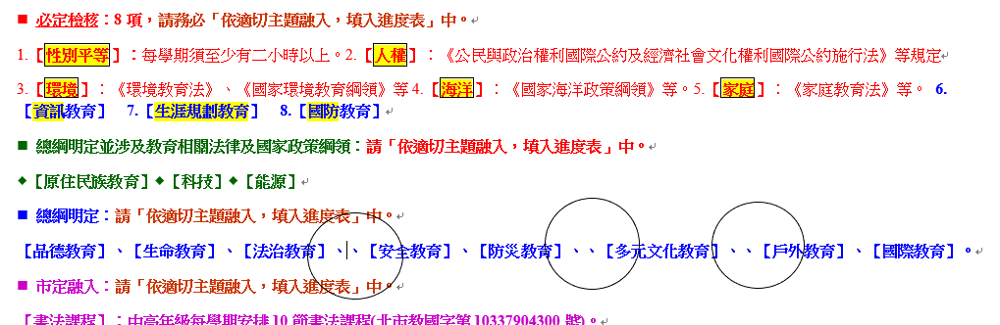 ■ 必定檢核：8 項，請務必「依適切主題融入，填入進度表」中。
1.【性別平等】：每學期須至少有二小時以上。2.【人權】：《公民與政治權利國際公約及經濟社會文化權利國際公約施行法》等規定
3.【環境】：《環境教育法》、《國家環境教育綱領》等 4.【海洋】：《國家海洋政策綱領》等。5.【家庭】：《家庭教育法》等。 6.
【資訊教育】 7.【生涯規劃教育】 8.【國防教育】
■ 總綱明定並涉及教育相關法律及國家政策綱領：請「依適切主題融入，填入進度表」中。
◆【原住民族教育】◆【科技】◆【能源】
■ 總綱明定：請「依適切主題融入，填入進度表」中。
【品德教育】、【生命教育】、【法治教育】、、【安全教育】、【防災教育】、、【多元文化教育】、、【戶外教育】、【國際教育】。
■ 市定融入：請「依適切主題融入，填入進度表」中。
【書法課程】：中高年級每學期安排 10 節書法課程(北市教國字第 10337904300 號)。